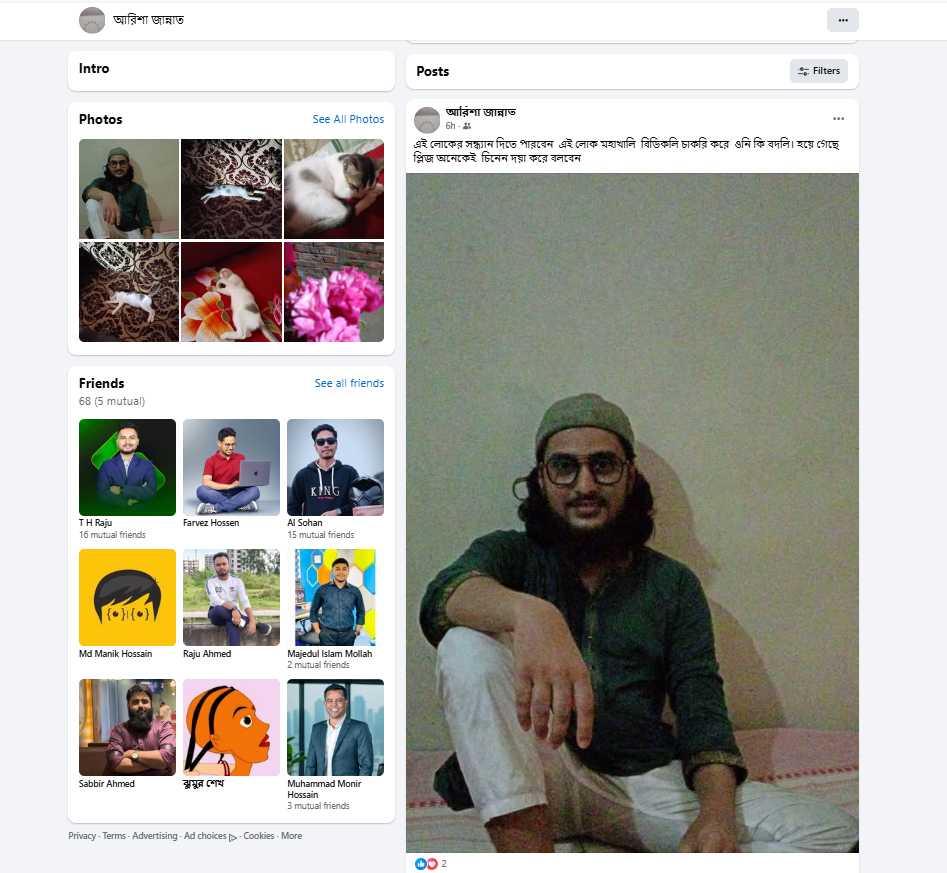 আরিশা জান্নাত
Intro
Photos
See All Photos
Friends
See all friends
68 (5 mutual)
KING
T H Raju
16 mutual friends
Farvez Hossen
Al Sohan
15 mutual friends
Md Manik Hossain
Raju Ahmed
Majedul Islam Mollah
2 mutual friends
Sabbir Ahmed
ঝুমুর শেখ
Muhammad Monir
Hossain
3 mutual friends
Privacy · Terms · Advertising · Ad choices · Cookies · More
Posts
Filters
আরিশা জান্নাত
6h ·
এই লোকের সন্ধ্যান দিতে পারবেন এই লোক মহাখালি বিডিকলি চাকরি করে ওনি কি বদলি। হয়ে গেছে
প্লিজ অনেকেই চিনেন দয়া করে বলবেন
2